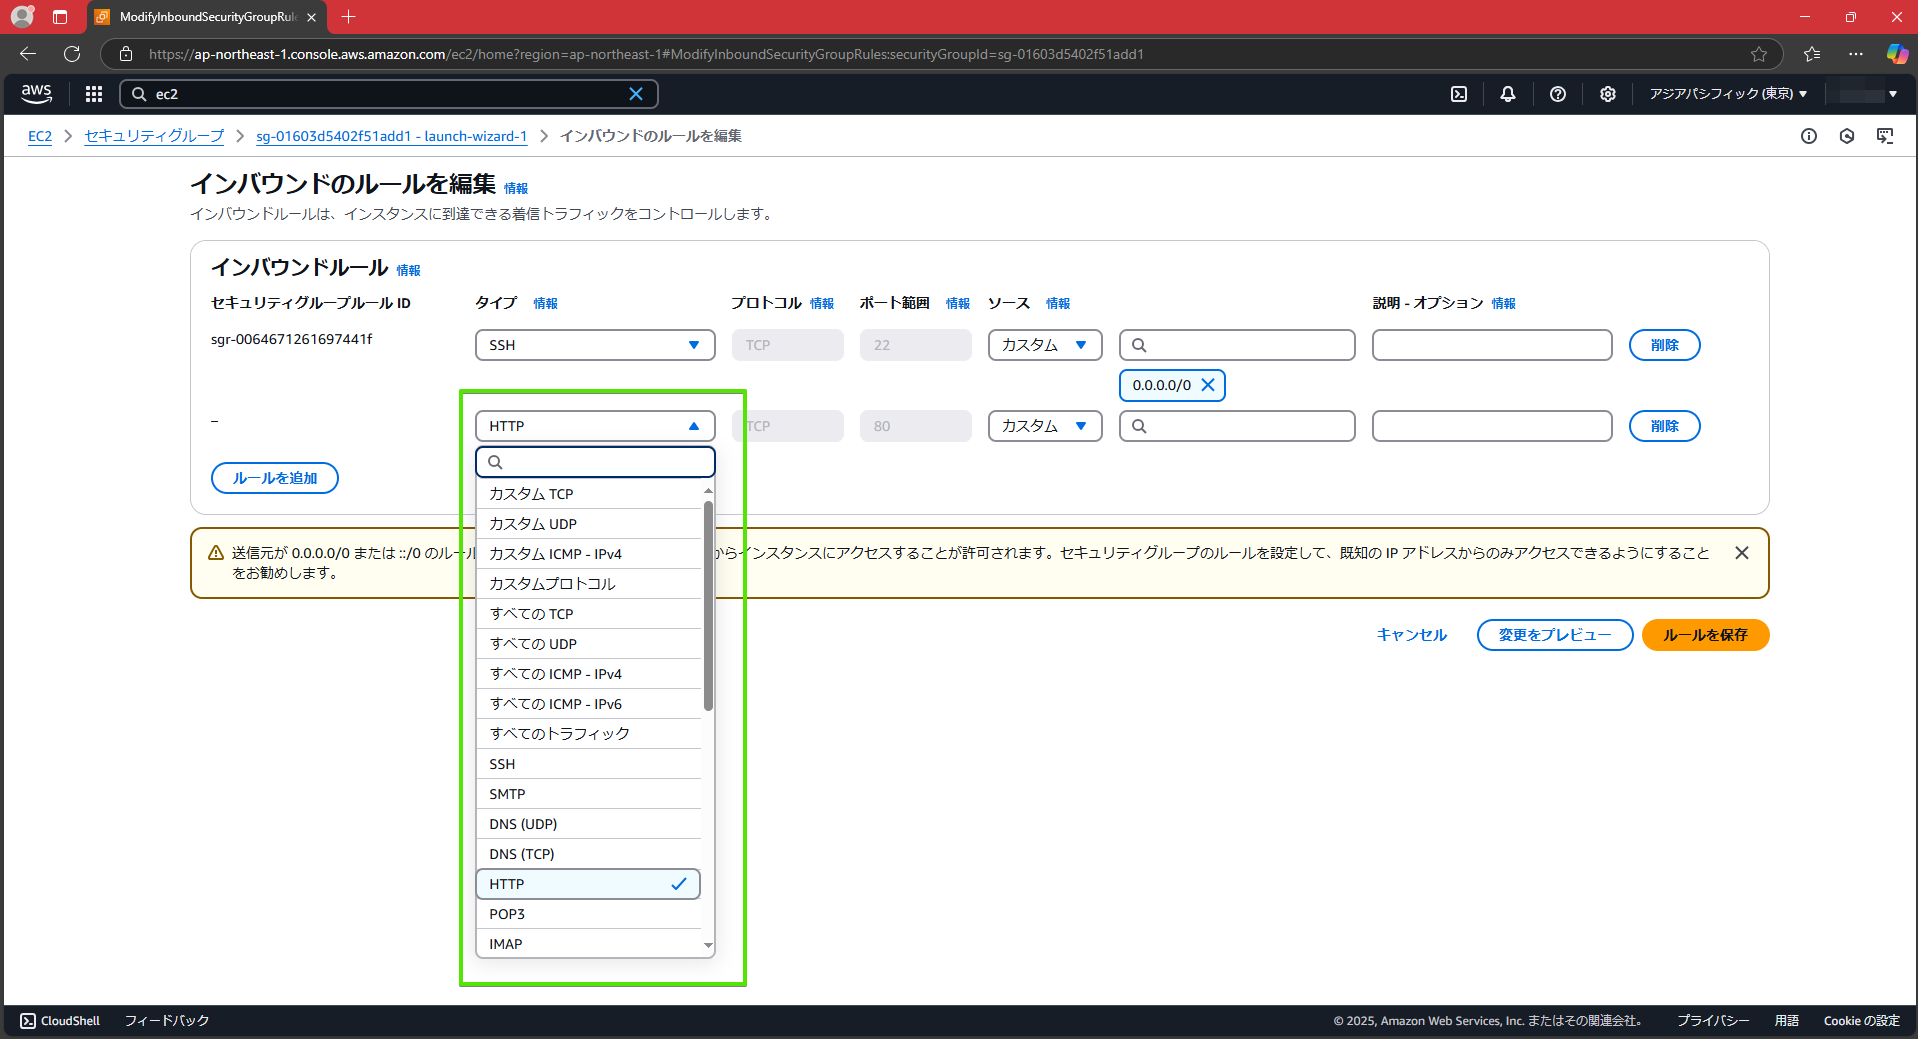 ModifyInboundSecurityGroupRul
https://ap-northeast-1.console.aws.amazon.com/ec2/home?region=ap-northeast-1#ModifyInboundSecurityGroupRules:securityGroupId=sg-01603d5402f51add1
aws
ec2
アジアパシフィック (東京)
EC2
セキュリティグループ
sg-01603d5402f51add1 - launch-wizard-1
インバウンドのルールを編集
インバウンドのルールを編集 情報
インバウンドルールは、インスタンスに到達できる着信トラフィックをコントロールします。
インバウンドルール 情報
セキュリティグループルール ID タイプ 情報 プロトコル 情報 ポート範囲 情報 ソース 情報 説明 - オプション 情報
sgr-0064671261697441f SSH TCP 22 カスタム 削除
0.0.0.0/0
– HTTP TCP 80 カスタム 削除
ルールを追加
カスタム TCP
カスタム UDP
カスタム ICMP - IPv4
カスタムプロトコル
すべての TCP
すべての UDP
すべての ICMP - IPv4
すべての ICMP - IPv6
すべてのトラフィック
SSH
SMTP
DNS (UDP)
DNS (TCP)
HTTP
POP3
IMAP
送信元が 0.0.0.0/0 または ::/0 のルール からインスタンスにアクセスすることが許可されます。セキュリティグループのルールを設定して、既知の IP アドレスからのみアクセスできるようにすること
をお勧めします。
キャンセル 変更をプレビュー ルールを保存
CloudShell フィードバック © 2025, Amazon Web Services, Inc. またはその関連会社。 プライバシー 用語 Cookie の設定